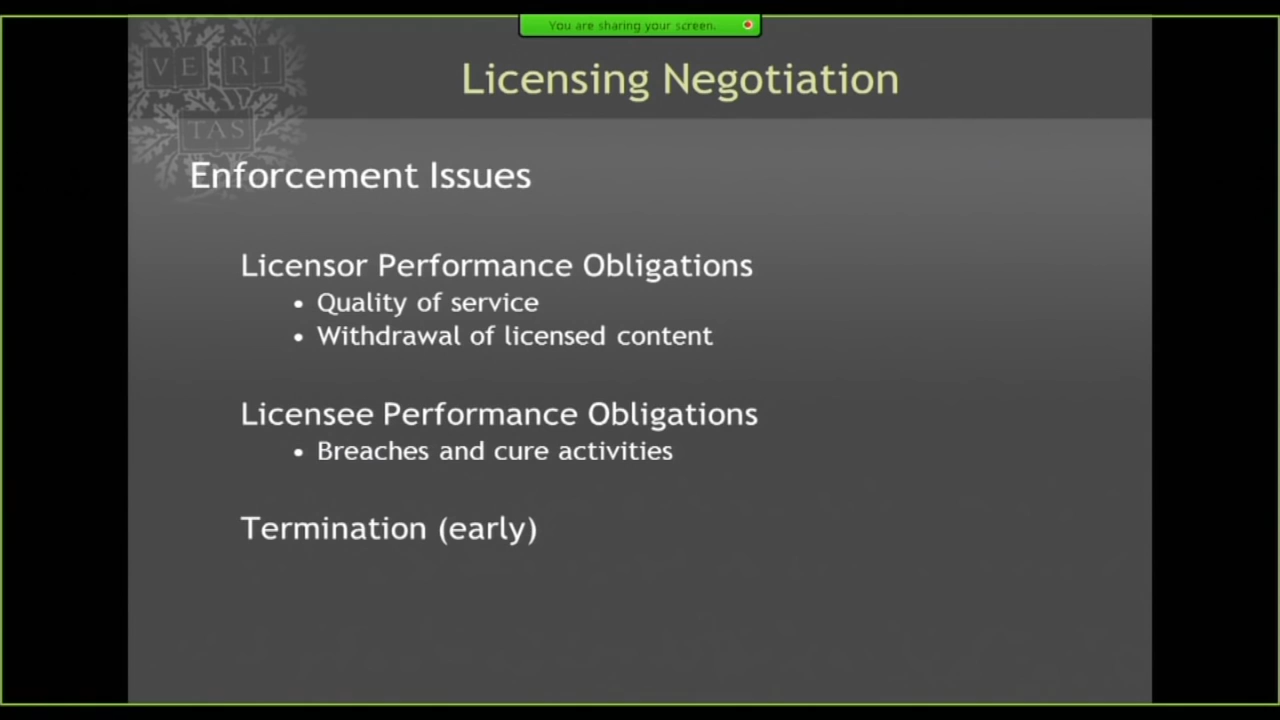 You are sharing your screen.
VE RI
TAS
Licensing Negotiation
Enforcement Issues
Licensor Performance Obligations
• Quality of service
• Withdrawal of licensed content
Licensee Performance Obligations
• Breaches and cure activities
Termination (early)